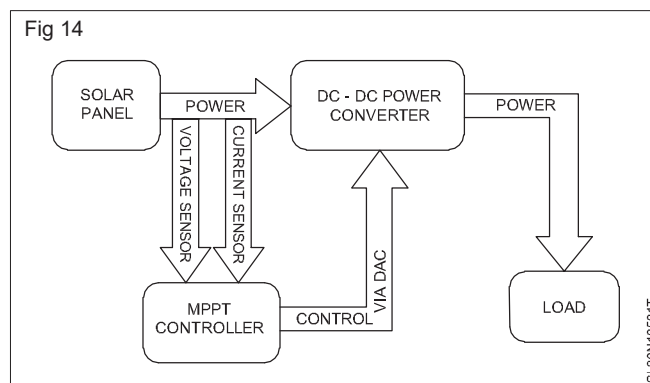 Fig 14
SOLAR
PANEL
POWER
DC - DC POWER
CONVERTER
POWER
VOLTAGE SENSOR
CURRENT SENSOR
MPPT
CONTROLLER
CONTROL
VIA DAC
LOAD